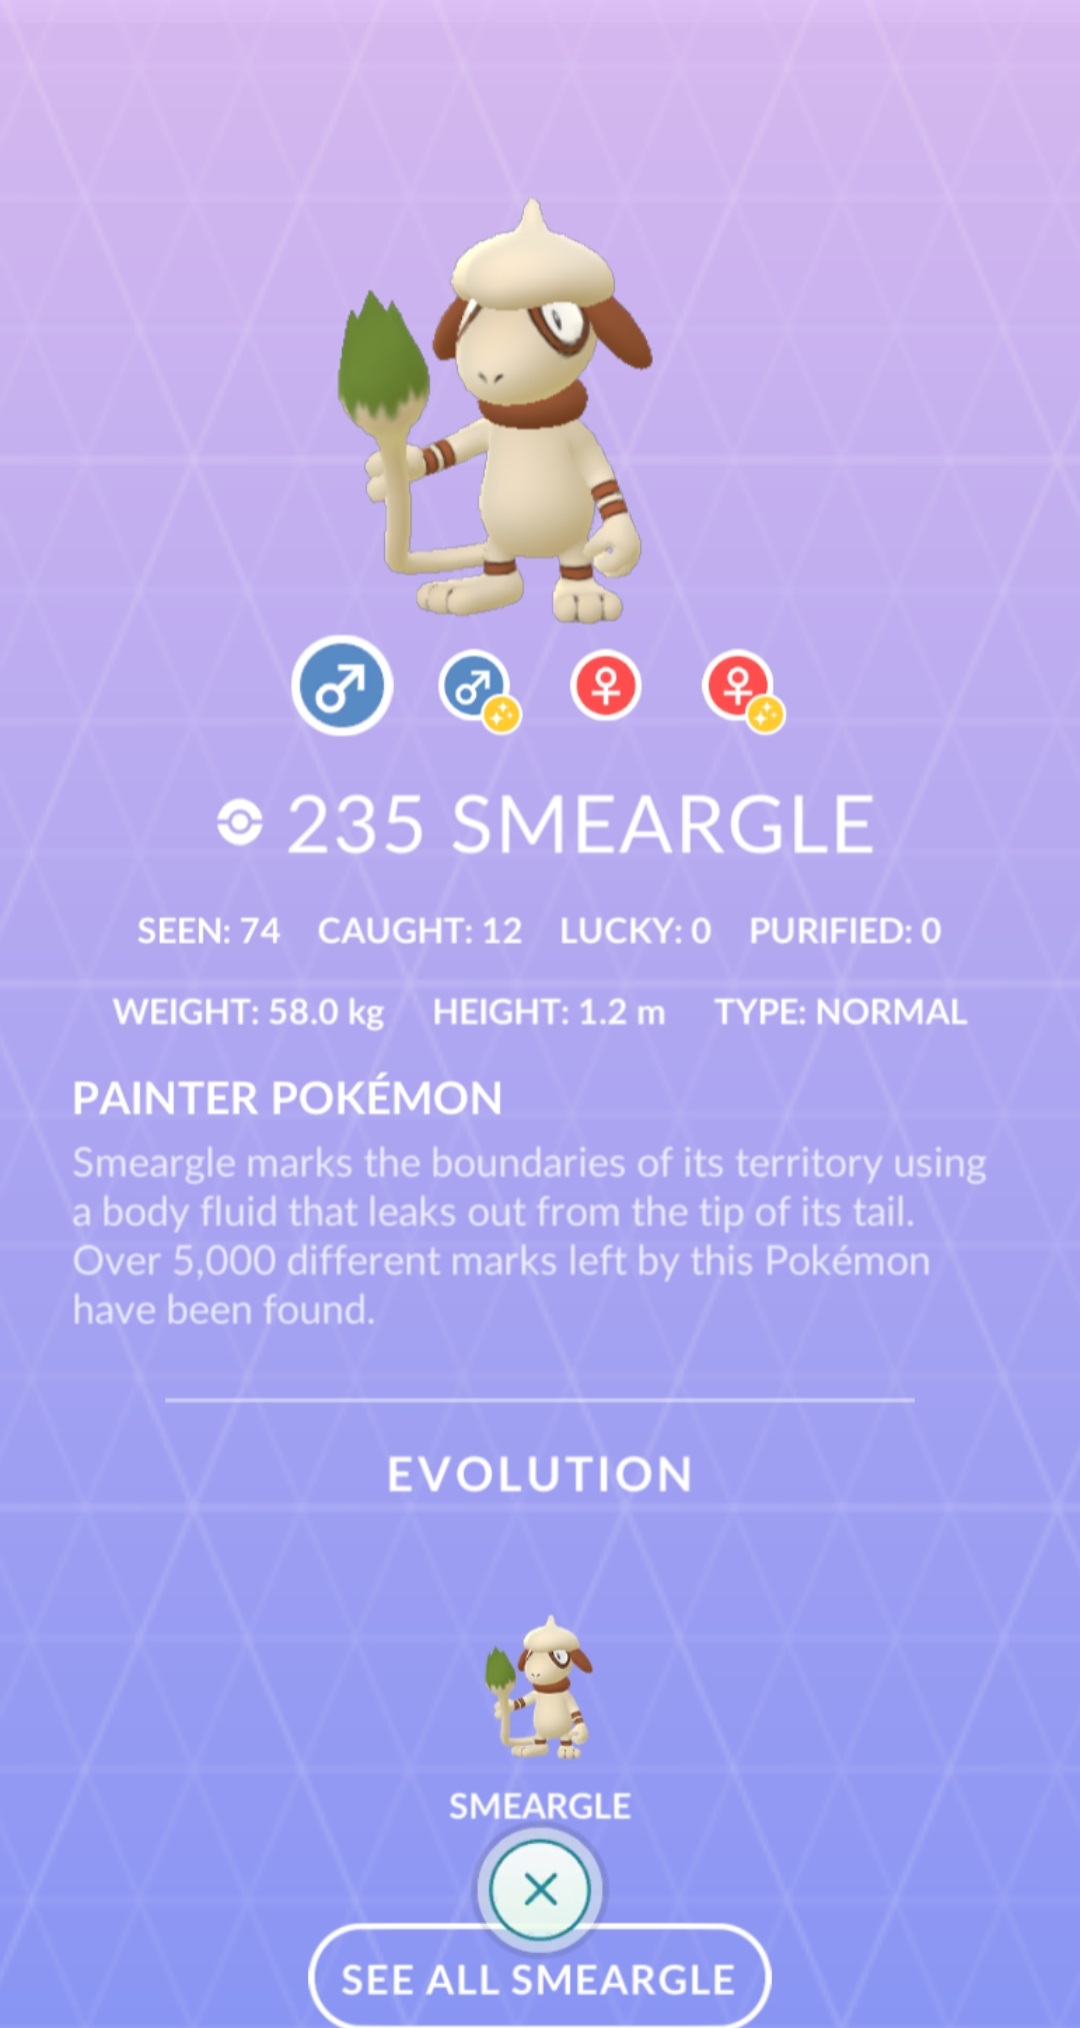 235 SMEARGLE
SEEN: 74 CAUGHT: 12 LUCKY: 0 PURIFIED: 0
WEIGHT: 58.0 kg HEIGHT: 1.2 m TYPE: NORMAL
PAINTER POKÉMON
Smeargle marks the boundaries of its territory using
a body fluid that leaks out from the tip of its tail.
Over 5,000 different marks left by this Pokémon
have been found.
EVOLUTION
SMEARGLE
SEE ALL SMEARGLE